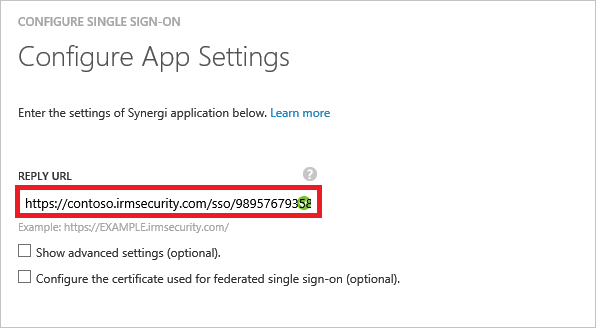 CONFIGURE SINGLE SIGN-ON
Configure App Settings
Enter the settings of Synergi application below. Learn more
REPLY URL
?
https://contoso.irmsecurity.com/sso/98957679358
Example: https://EXAMPLE.irmsecurity.com/
Show advanced settings (optional).
Configure the certificate used for federated single sign-on (optional).